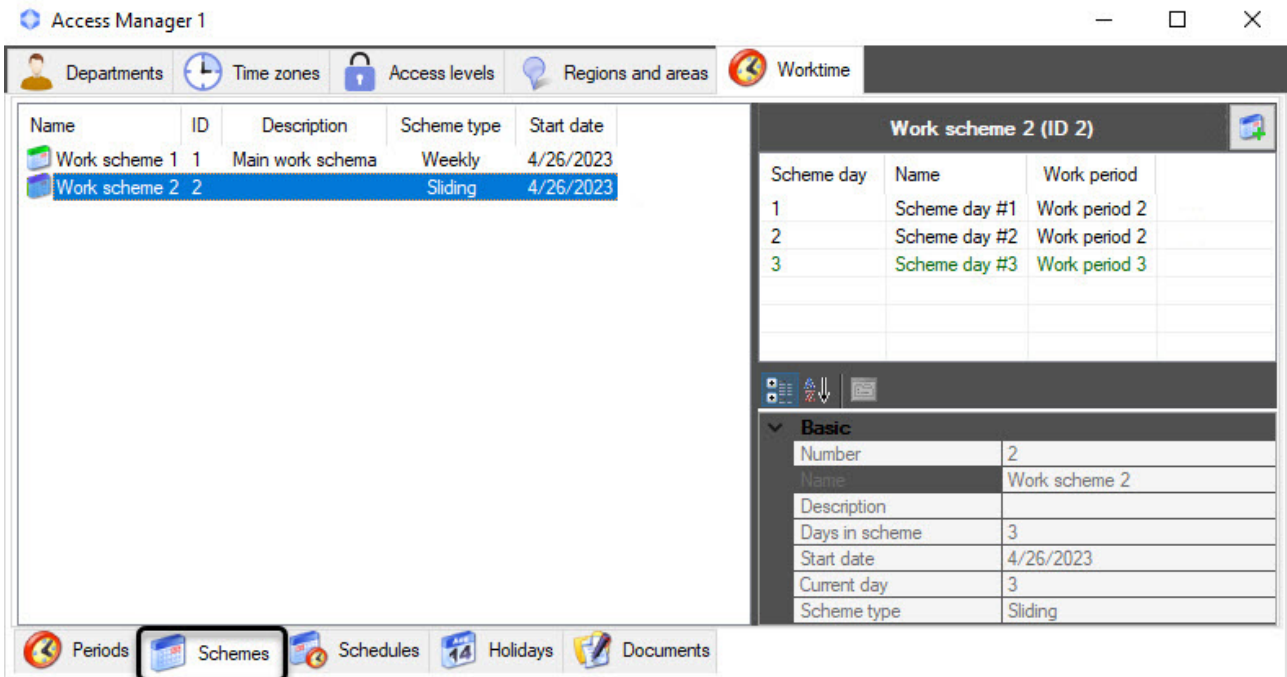 Access Manager 1
Departments Time zones Access levels Regions and areas Worktime
Name ID Description Scheme type Start date
Work scheme 1 1 Main work schema Weekly 4/26/2023
Work scheme 2 2 Sliding 4/26/2023
Work scheme 2 (ID 2)
Scheme day Name Work period
1 Scheme day #1 Work period 2
2 Scheme day #2 Work period 2
3 Scheme day #3 Work period 3
Basic
Number 2
Name Work scheme 2
Description
Days in scheme 3
Start date 4/26/2023
Current day 3
Scheme type Sliding
Periods Schemes Schedules Holidays Documents